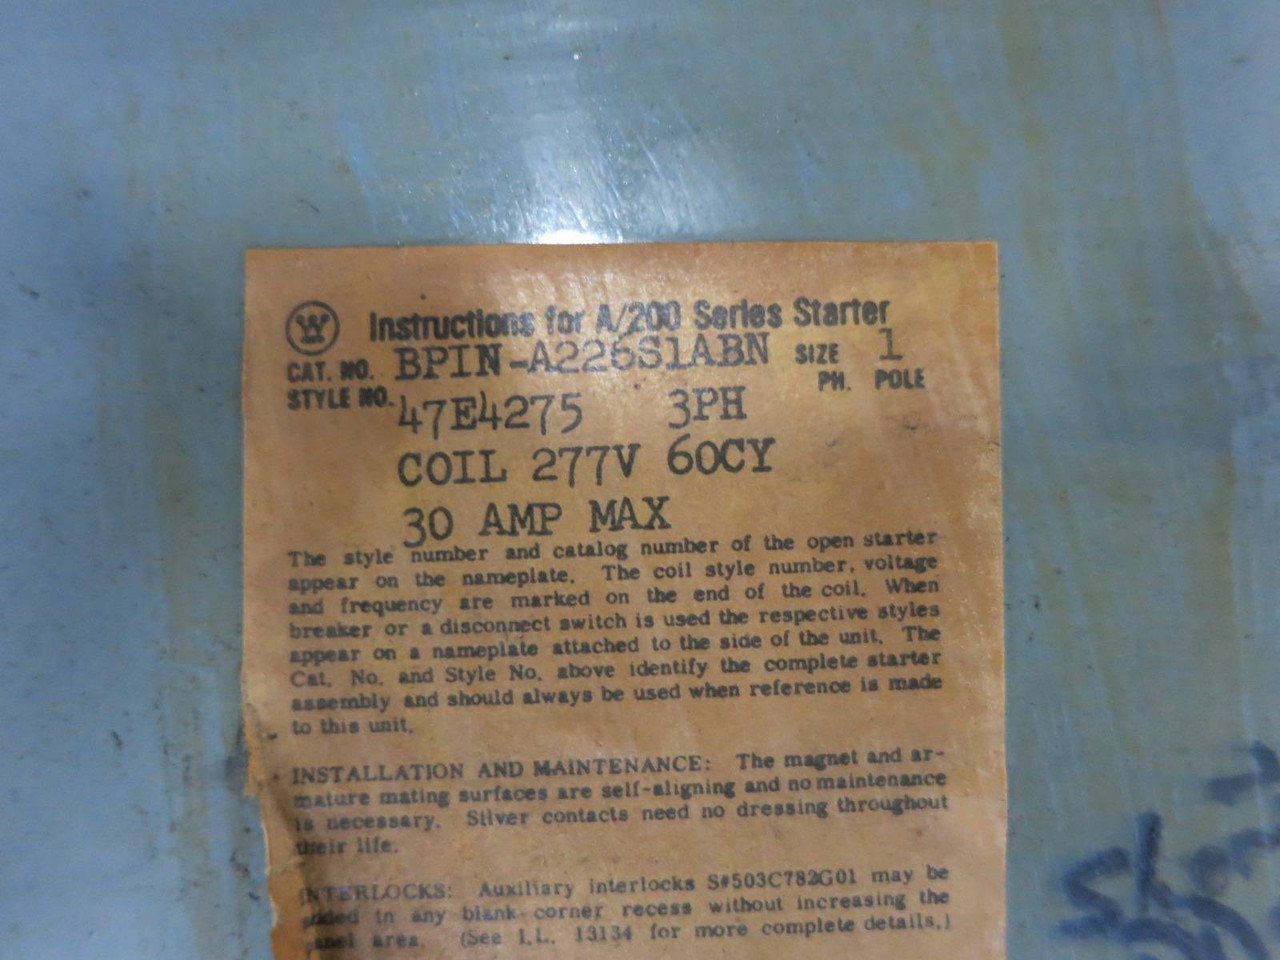 Instructions for A/200 Series Starter
CAT. NO. BPIN-A226S1ABN SIZE 1
STYLE NO. 47E4275 3PH PH. POLE
COIL 277V 60CY
30 AMP MAX
The style number and catalog number of the open starter
appear on the nameplate. The coil style number, voltage
and frequency are marked on the end of the coil. When
breaker or a disconnect switch is used the respective styles
appear on a nameplate attached to the side of the unit. The
Cat. No. and Style No. above identify the complete starter
assembly and should always be used when reference is made
to this unit.
INSTALLATION AND MAINTENANCE: The magnet and ar-
mature mating surfaces are self-aligning and no maintenance
is necessary. Silver contacts need no dressing throughout
their life.
INTERLOCKS: Auxiliary interlocks S#503C782G01 may be
added in any blank corner recess without increasing the
panel area. (See I.L. 13134 for more complete details.)